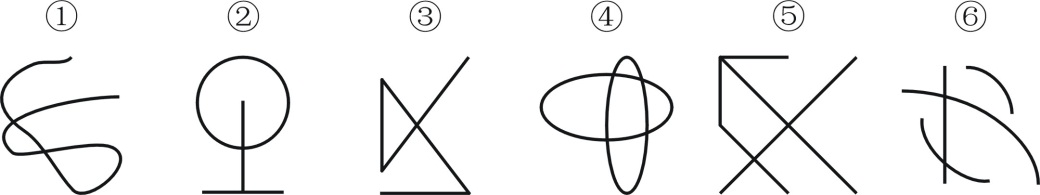 ① ② ③ ④ ⑤ ⑥